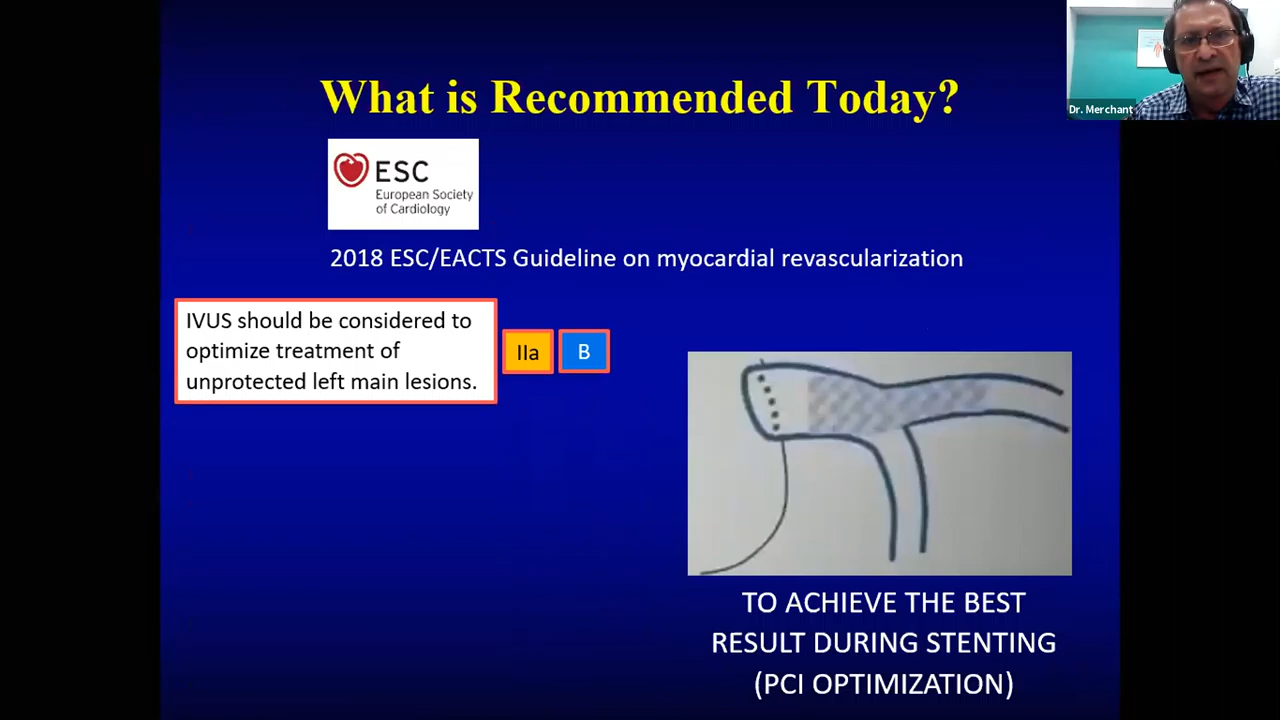 What is Recommended Today?
Dr. Merchant
ESC
European Society
of Cardiology
2018 ESC/EACTS Guideline on myocardial revascularization
IVUS should be considered to
optimize treatment of
unprotected left main lesions.
IIa
B
TO ACHIEVE THE BEST
RESULT DURING STENTING
(PCI OPTIMIZATION)